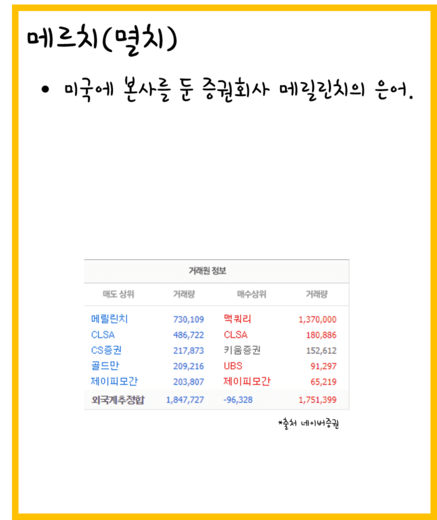 메르치(멸치)
• 미국에 본사를 둔 증권회사 메릴린치의 은어.
거래원 정보
매도 상위 거래량 매수상위 거래량
메릴린치 730,109 맥쿼리 1,370,000
CLSA 486,722 CLSA 180,886
CS증권 217,873 키움증권 152,612
골드만 209,216 UBS 91,297
제이피모간 203,807 제이피모간 65,219
외국계추정합 1,847,727 -96,328 1,751,399
*출처 네이버증권